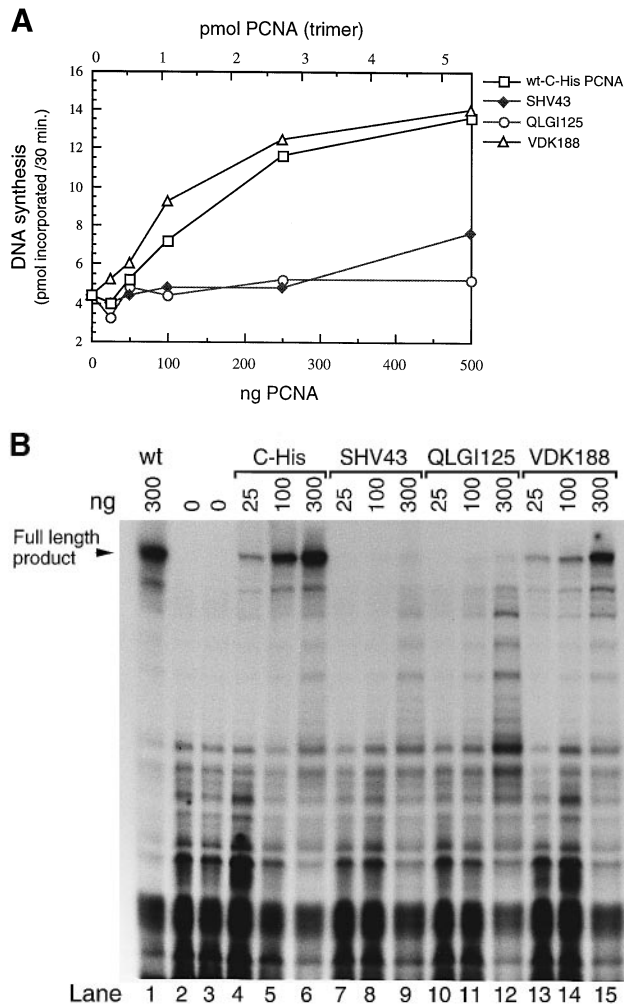 A
pmol PCNA (trimer)
0 1 2 3 4 5
16
14
12
10
8
6
4
2
DNA synthesis
(pmol incorporated /30 min.)
wt-C-His PCNA
SHV43
QLGI125
VDK188
0 100 200 300 400 500
ng PCNA
B
wt C-His SHV43 QLGI125 VDK188
ng 300 0 0 25 100 300 25 100 300 25 100 300 25 100 300
Full length
product
Lane 1 2 3 4 5 6 7 8 9 10 11 12 13 14 15